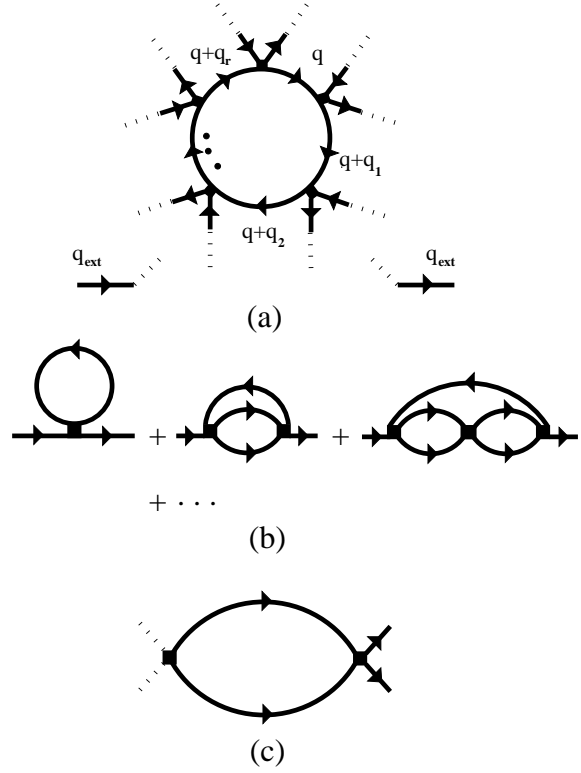 q+q_r q
q+q_1
q+q_2
q_ext q_ext
(a)
+ +
+ · · ·
(b)
(c)